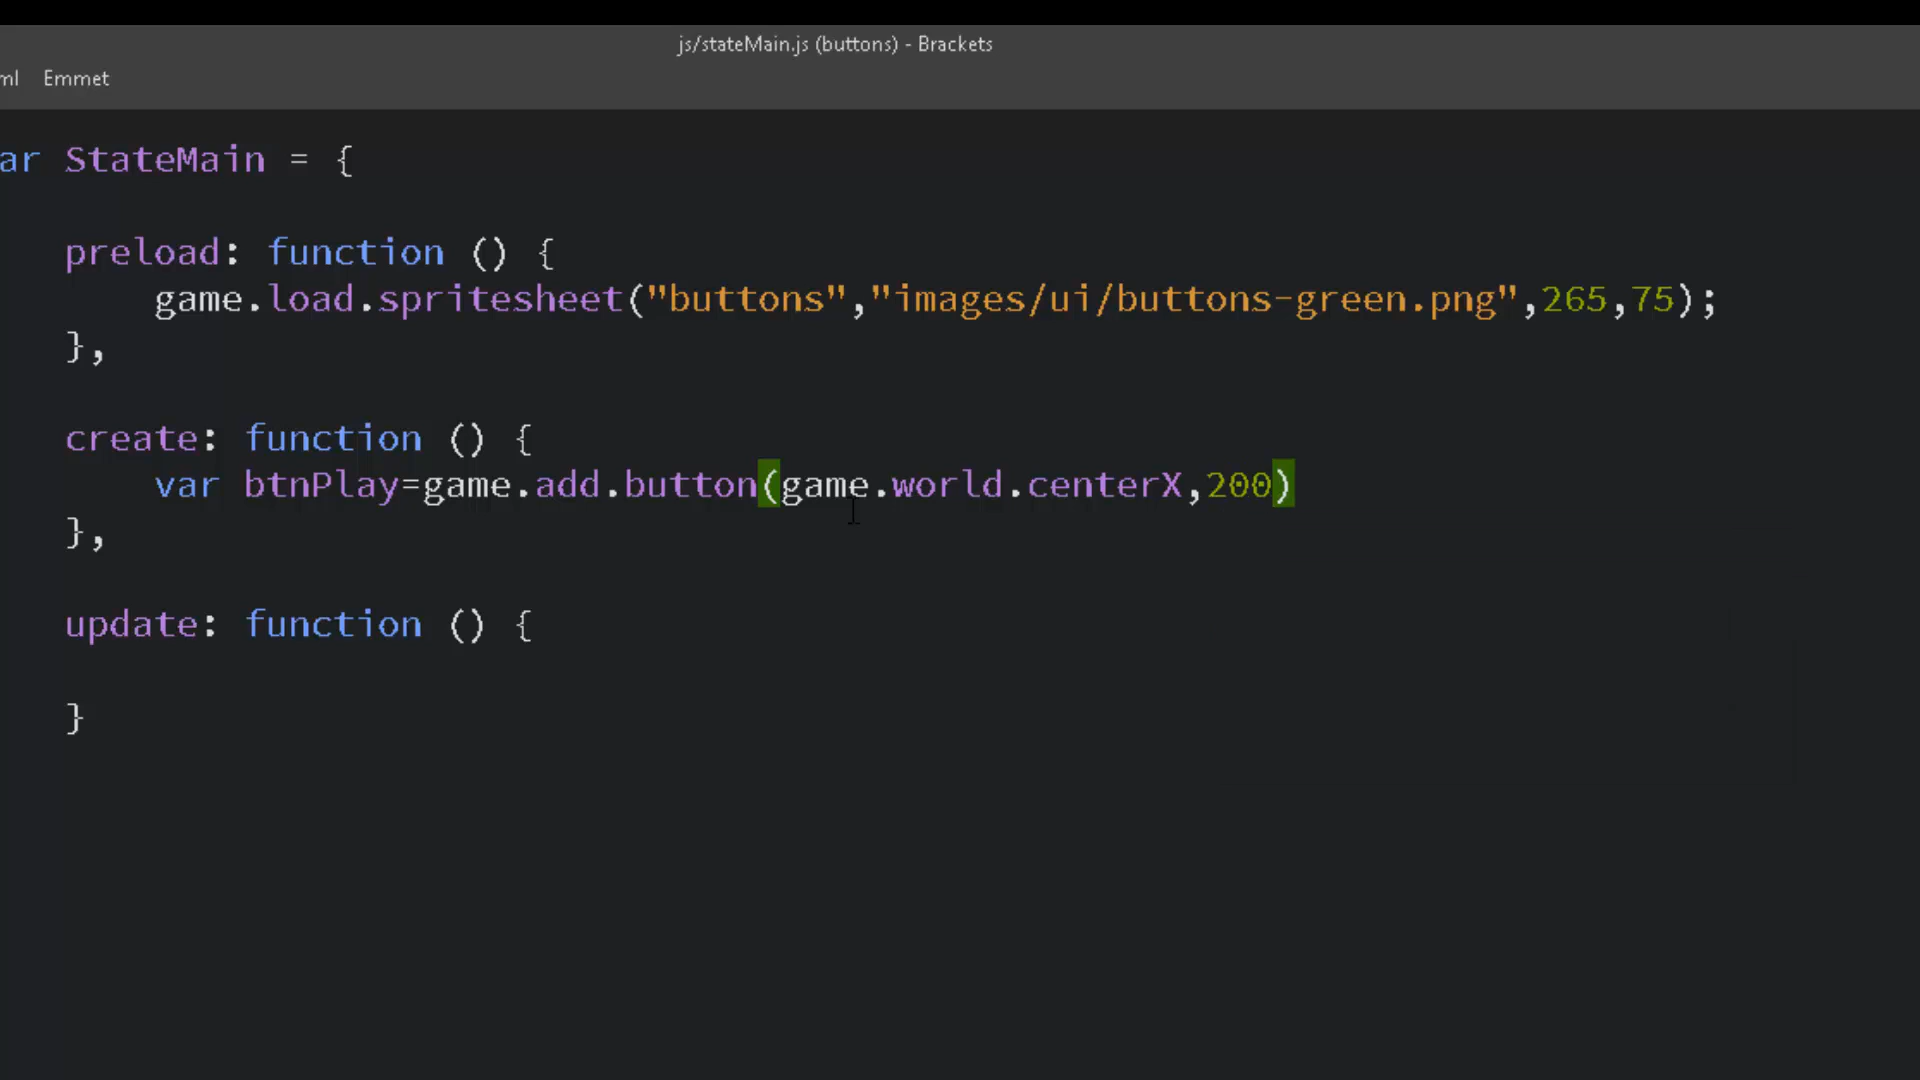 js/stateMain.js (buttons) - Brackets
ml Emmet
ar StateMain = {
preload: function () {
game.load.spritesheet("buttons","images/ui/buttons-green.png",265,75);
},
create: function () {
var btnPlay=game.add.button(game.world.centerX,200)
},
update: function () {
}